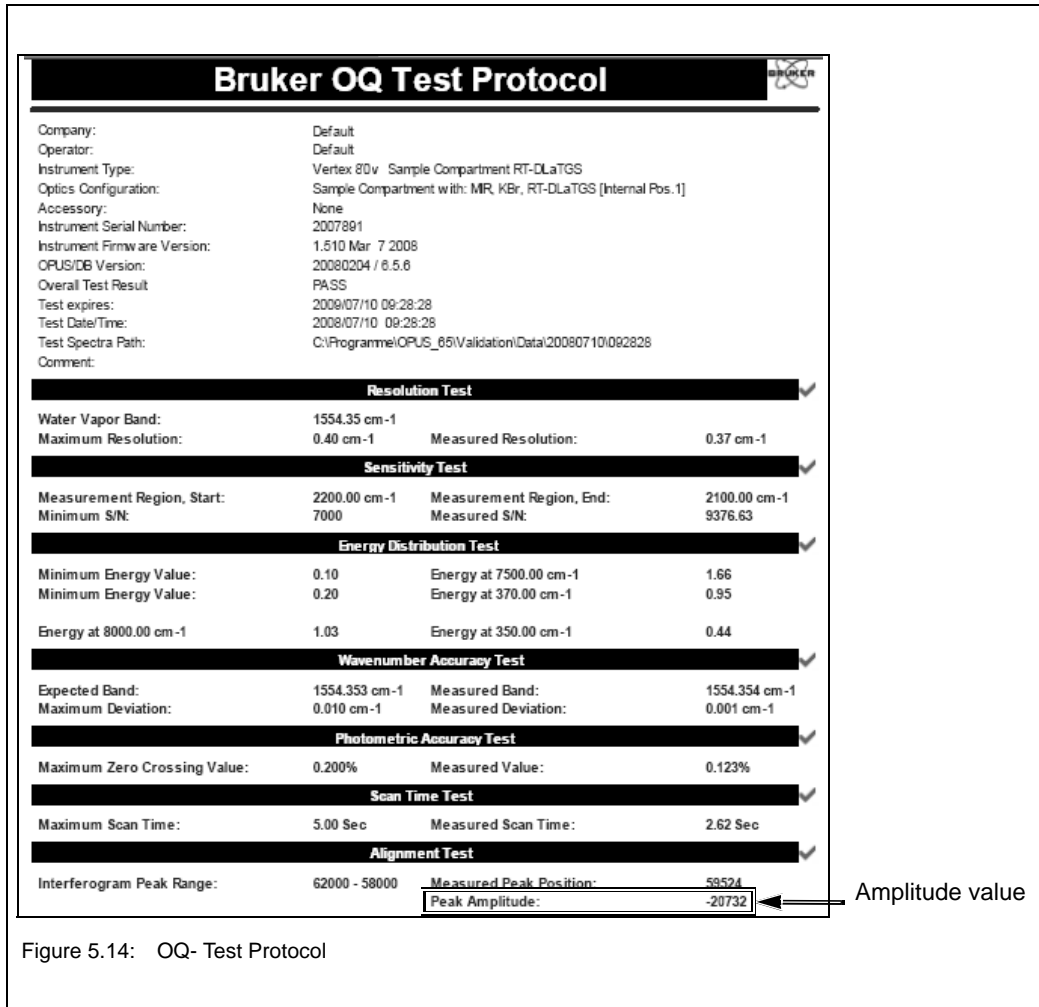 Bruker OQ Test Protocol
BRUKER
Company: Default
Operator: Default
Instrument Type: Vertex 80v Sample Compartment RT-DLaTGS
Optics Configuration: Sample Compartment with: MIR, KBr, RT-DLaTGS [Internal Pos.1]
Accessory: None
Instrument Serial Number: 2007891
Instrument Firmware Version: 1.510 Mar 7 2008
OPUS/DB Version: 20080204 / 6.5.6
Overall Test Result PASS
Test expires: 2009/07/10 09:28:28
Test Date/Time: 2008/07/10 09:28:28
Test Spectra Path: C:\Programme\OPUS_65\Validation\Data\20080710\092828
Comment:
Resolution Test
Water Vapor Band: 1554.35 cm-1
Maximum Resolution: 0.40 cm-1 Measured Resolution: 0.37 cm-1
Sensitivity Test
Measurement Region, Start: 2200.00 cm-1 Measurement Region, End: 2100.00 cm-1
Minimum S/N: 7000 Measured S/N: 9376.63
Energy Distribution Test
Minimum Energy Value: 0.10 Energy at 7500.00 cm-1 1.66
Minimum Energy Value: 0.20 Energy at 370.00 cm-1 0.95
Energy at 8000.00 cm-1 1.03 Energy at 350.00 cm-1 0.44
Wavenumber Accuracy Test
Expected Band: 1554.353 cm-1 Measured Band: 1554.354 cm-1
Maximum Deviation: 0.010 cm-1 Measured Deviation: 0.001 cm-1
Photometric Accuracy Test
Maximum Zero Crossing Value: 0.200% Measured Value: 0.123%
Scan Time Test
Maximum Scan Time: 5.00 Sec Measured Scan Time: 2.62 Sec
Alignment Test
Interferogram Peak Range: 62000 - 58000 Measured Peak Position: 59524
Peak Amplitude: -20732 Amplitude value
Figure 5.14: OQ- Test Protocol